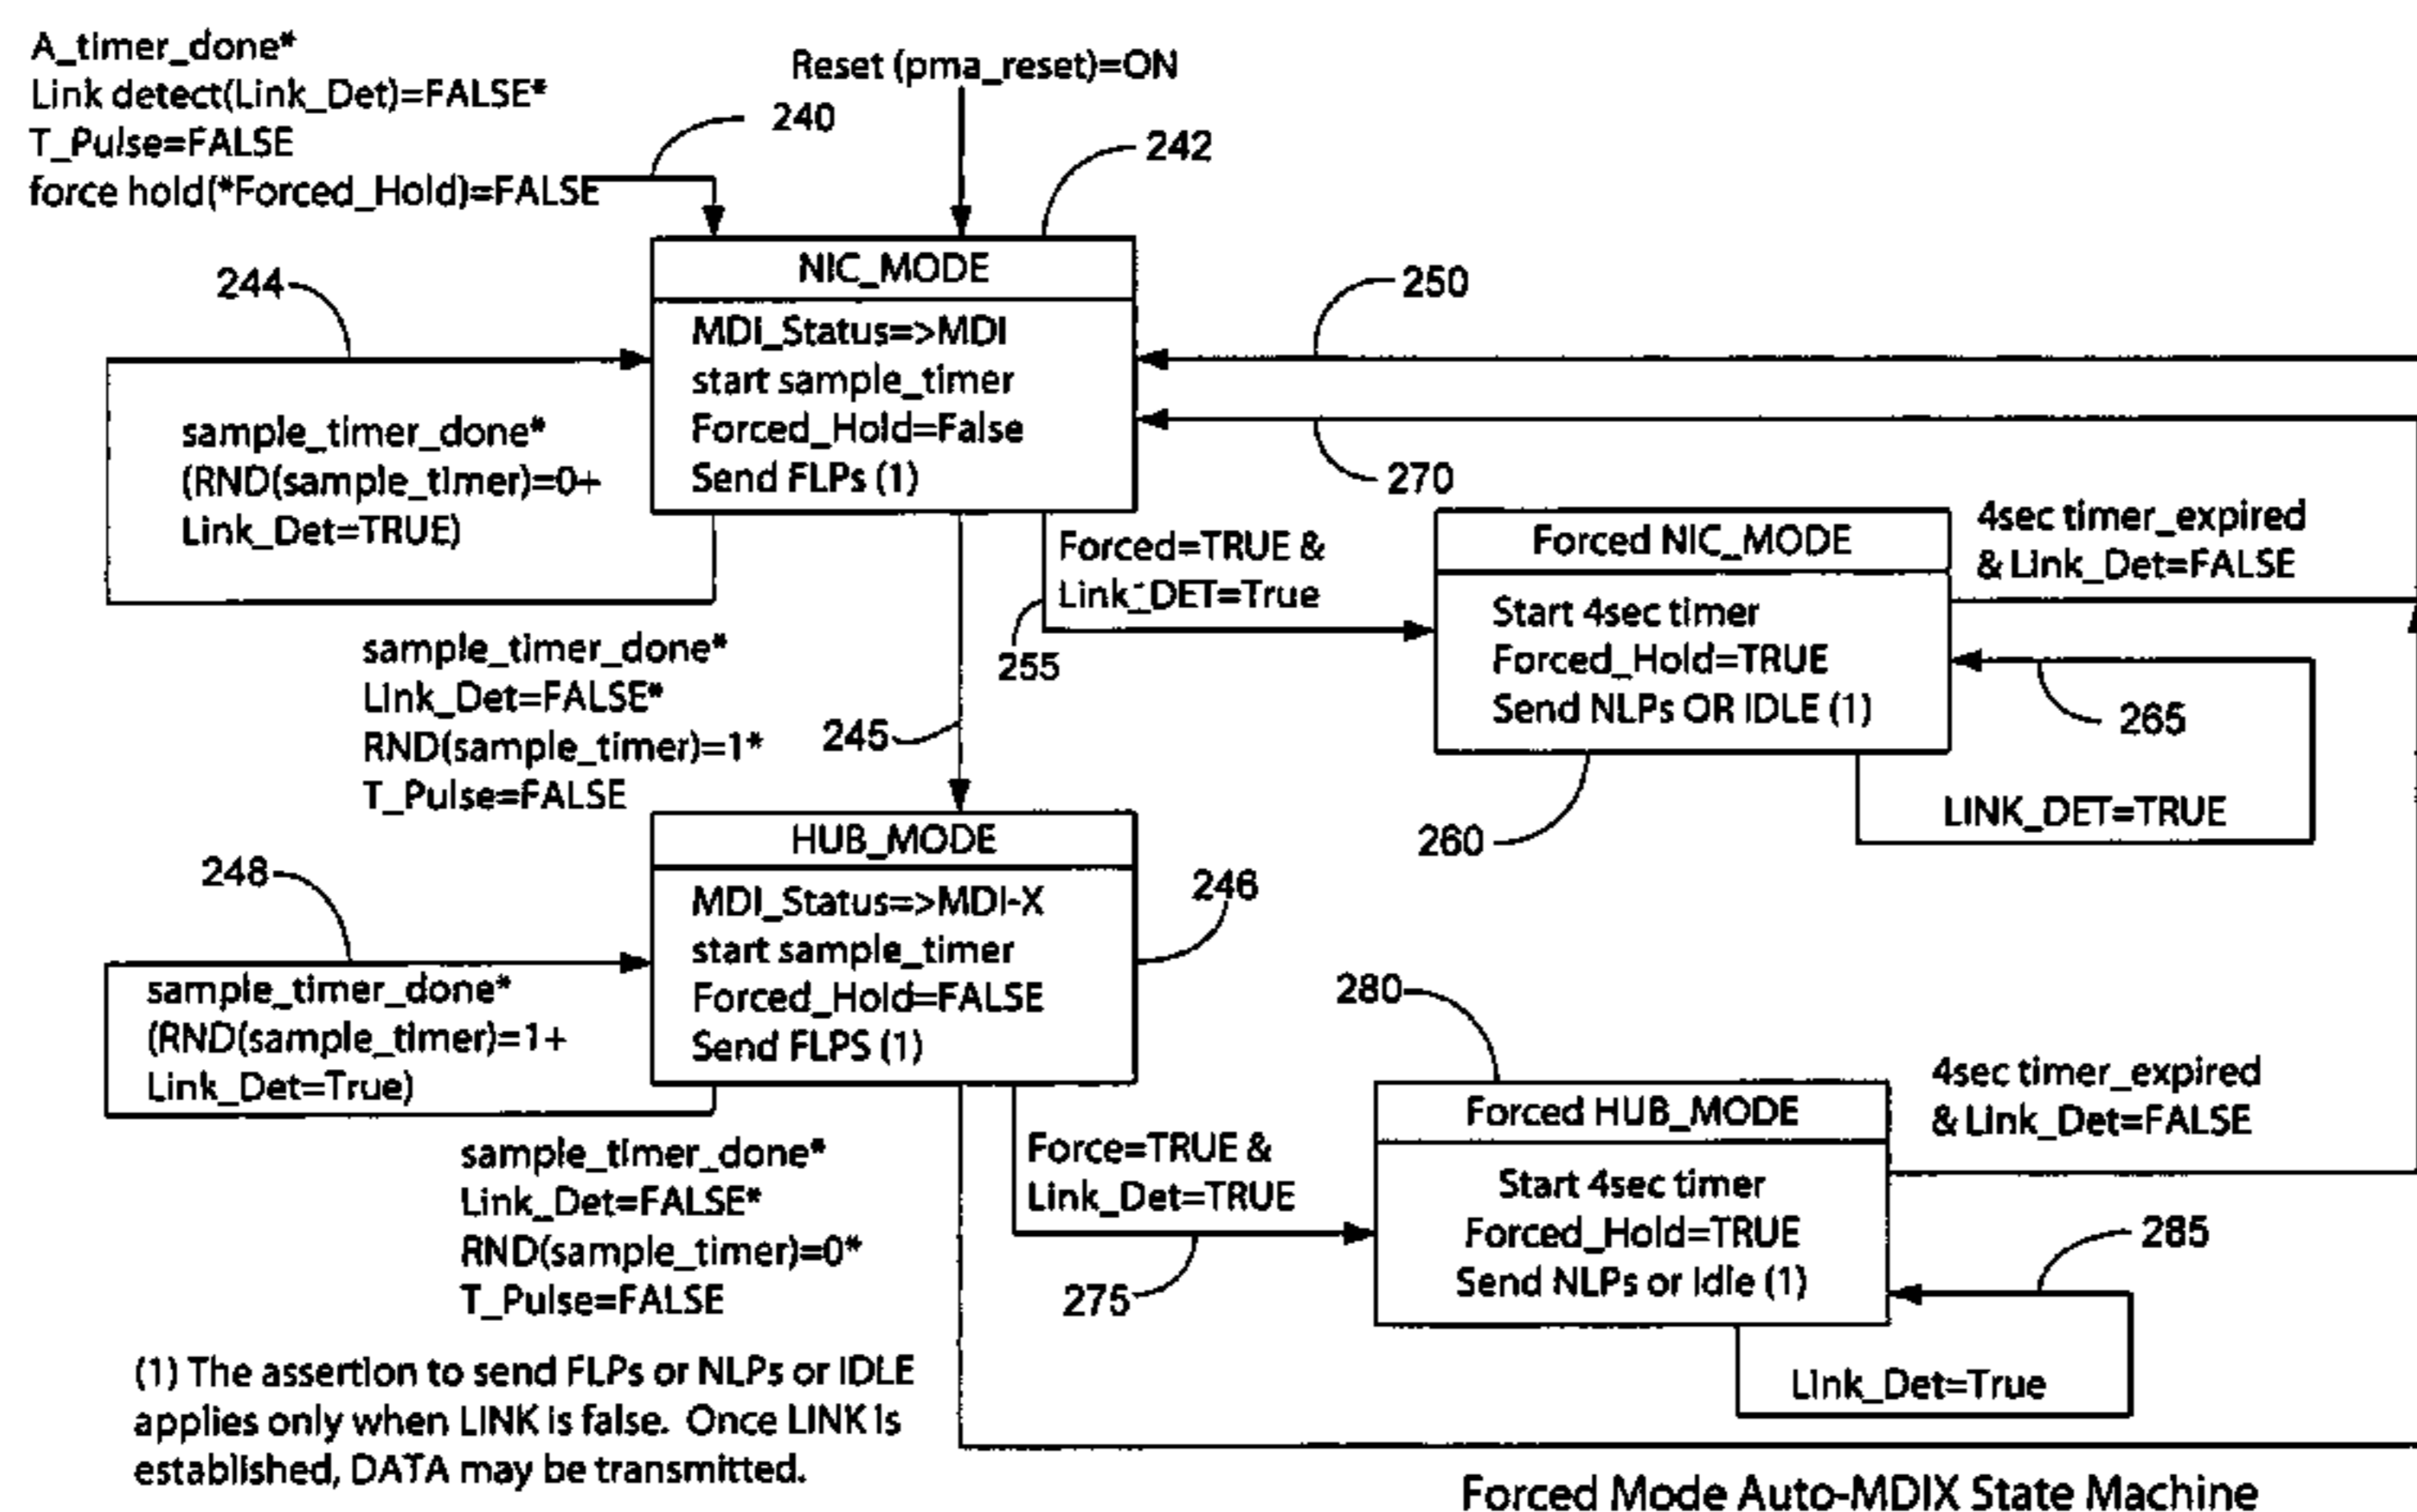 A_timer_done*
Link detect(Link_Det)=FALSE*
T_Pulse=FALSE
force hold(*Forced_Hold)=FALSE
Reset (pma_reset)=ON
240
242
NIC_MODE
MDI_Status=>MDI
start sample_timer
Forced_Hold=False
Send FLPs (1)
244
sample_timer_done*
(RND(sample_timer)=0+
Link_Det=TRUE)
250
270
Forced=TRUE &
Link_DET=True
255
Forced NIC_MODE
Start 4sec timer
Forced_Hold=TRUE
Send NLPs OR IDLE (1)
4sec timer_expired
& Link_Det=FALSE
265
LINK_DET=TRUE
260
sample_timer_done*
Link_Det=FALSE*
RND(sample_timer)=1*
T_Pulse=FALSE
245
HUB_MODE
MDI_Status=>MDI-X
start sample_timer
Forced_Hold=FALSE
Send FLPS (1)
246
248
sample_timer_done*
(RND(sample_timer)=1+
Link_Det=True)
280
Forced HUB_MODE
Start 4sec timer
Forced_Hold=TRUE
Send NLPs or Idle (1)
4sec timer_expired
& Link_Det=FALSE
285
Link_Det=True
Force=TRUE &
Link_Det=TRUE
275
sample_timer_done*
Link_Det=FALSE*
RND(sample_timer)=0*
T_Pulse=FALSE
(1) The assertion to send FLPs or NLPs or IDLE
applies only when LINK is false. Once LINK is
established, DATA may be transmitted.
Forced Mode Auto-MDIX State Machine